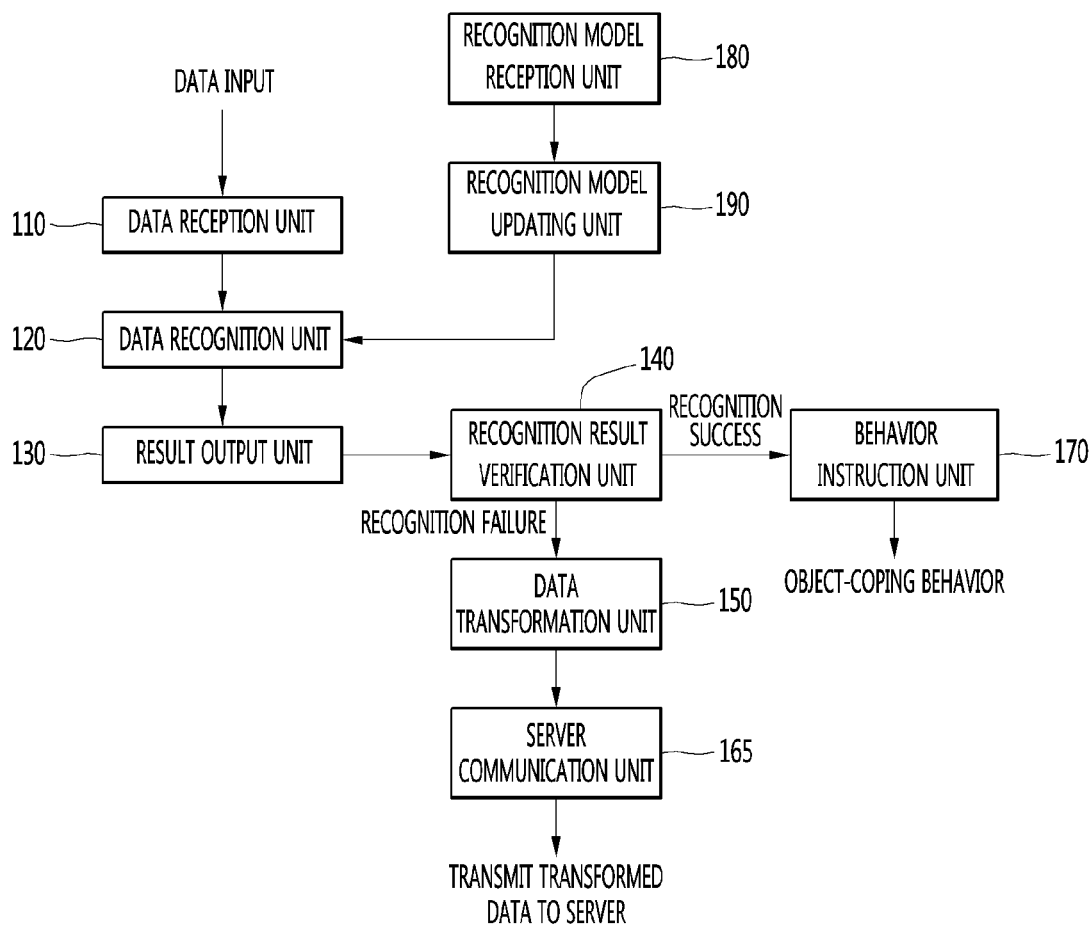 RECOGNITION MODEL
RECEPTION UNIT
180
DATA INPUT
RECOGNITION MODEL
UPDATING UNIT
190
110
DATA RECEPTION UNIT
120
DATA RECOGNITION UNIT
140
130
RESULT OUTPUT UNIT
RECOGNITION RESULT
VERIFICATION UNIT
RECOGNITION
SUCCESS
BEHAVIOR
INSTRUCTION UNIT
170
RECOGNITION FAILURE
OBJECT-COPING BEHAVIOR
DATA
TRANSFORMATION UNIT
150
SERVER
COMMUNICATION UNIT
165
TRANSMIT TRANSFORMED
DATA TO SERVER